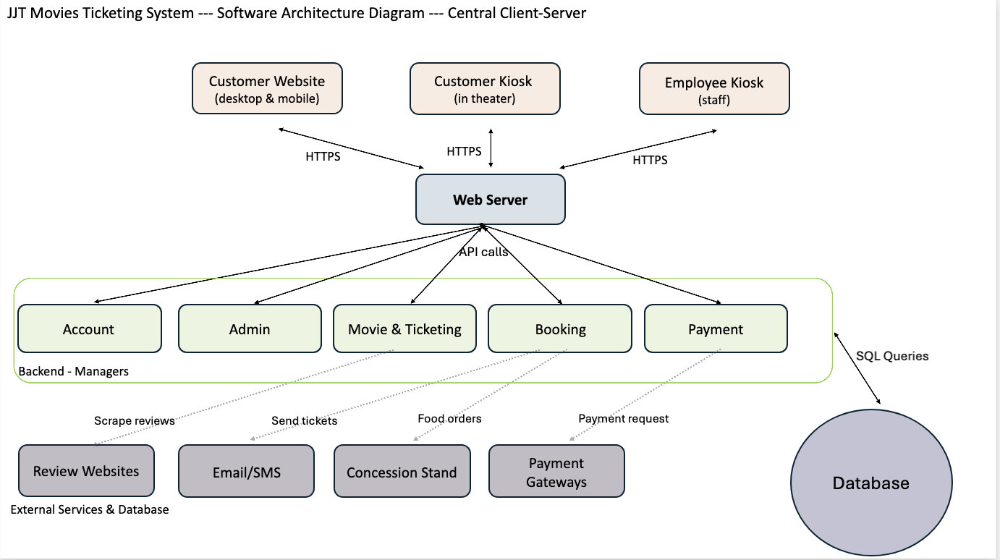 JJT Movies Ticketing System --- Software Architecture Diagram --- Central Client-Server
Customer Website
(desktop & mobile)
Customer Kiosk
(in theater)
Employee Kiosk
(staff)
HTTPS
HTTPS
HTTPS
Web Server
API calls
Account
Admin
Movie & Ticketing
Booking
Payment
Backend - Managers
SQL Queries
Scrape reviews
Send tickets
Food orders
Payment request
Review Websites
Email/SMS
Concession Stand
Payment
Gateways
Database
External Services & Database